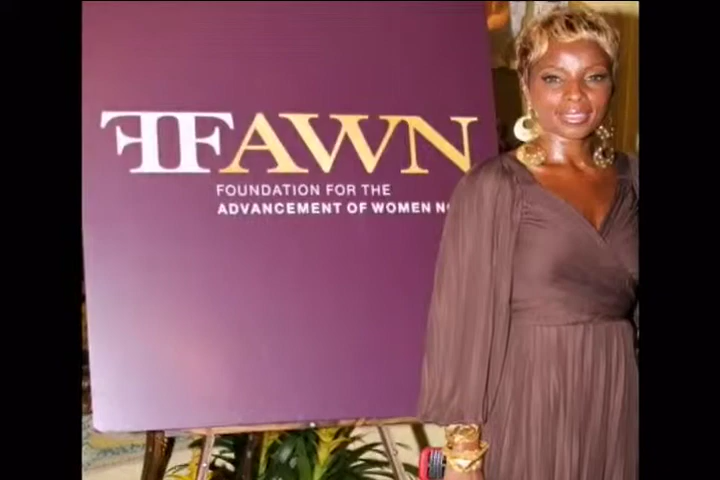 FFAWN
FOUNDATION FOR THE
ADVANCEMENT OF WOMEN